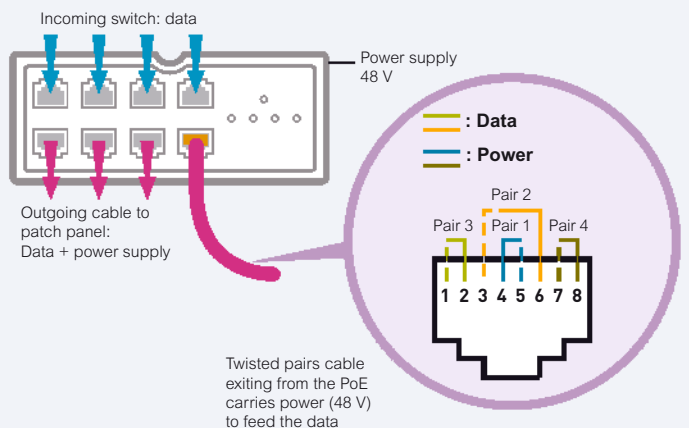 Incoming switch: data
Power supply
48 V
: Data
: Power
Pair 2
Pair 3
Pair 1
Pair 4
1 2 3 4 5 6 7 8
Outgoing cable to
patch panel:
Data + power supply
Twisted pairs cable
exiting from the PoE
carries power (48 V)
to feed the data